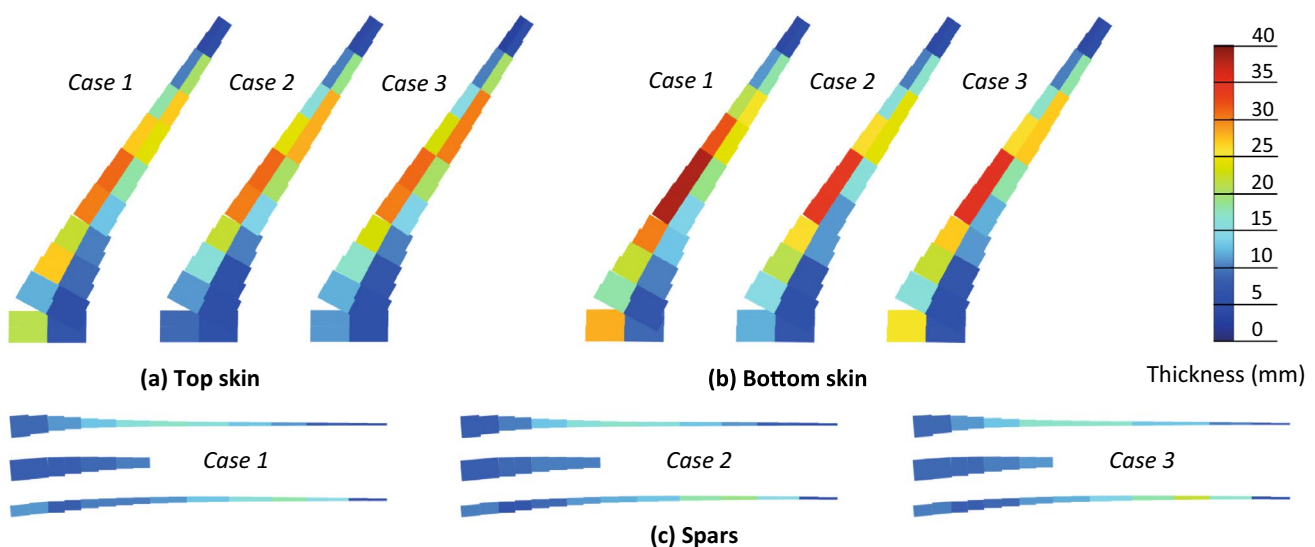 Case 1
Case 2
Case 3
(a) Top skin
Case 1
Case 2
Case 3
(b) Bottom skin
40
35
30
25
20
15
10
5
0
Thickness (mm)
Case 1
Case 2
Case 3
(c) Spars